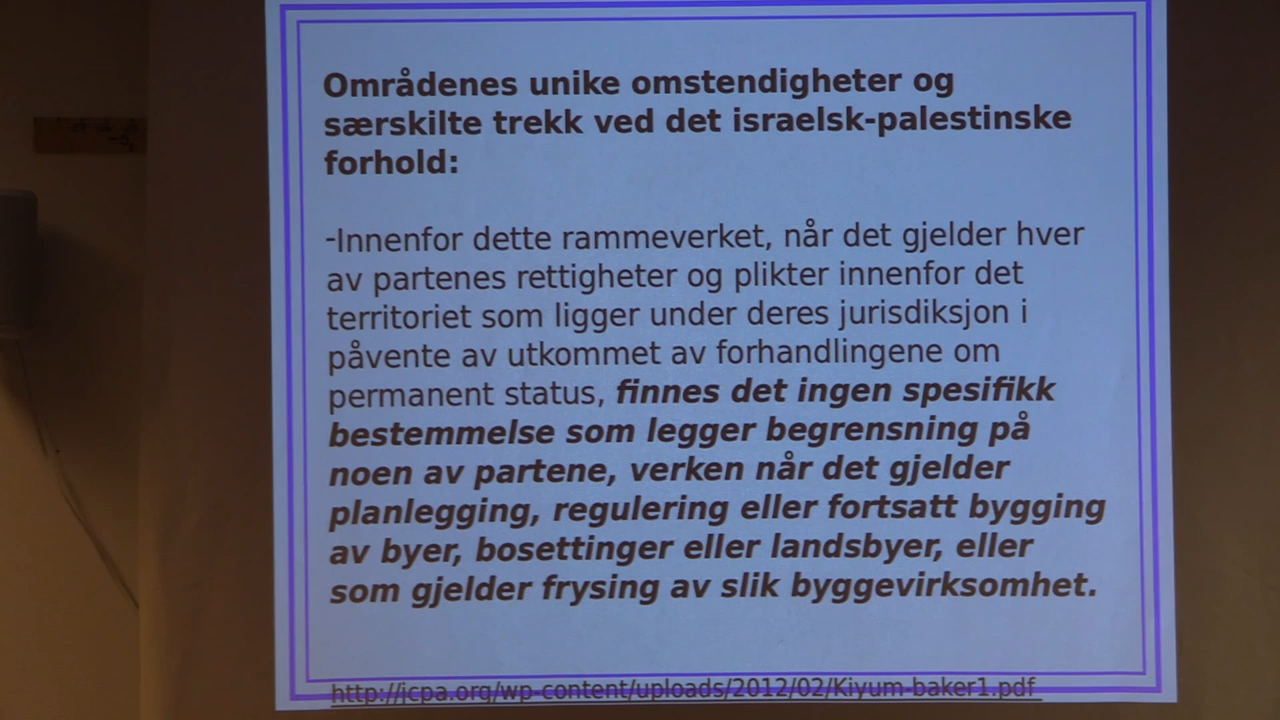 Områdenes unike omstendigheter og
særskilte trekk ved det israelsk-palestinske
forhold:
-Innenfor dette rammeverket, når det gjelder hver
av partenes rettigheter og plikter innenfor det
territoriet som ligger under deres jurisdiksjon i
påvente av utkommet av forhandlingene om
permanent status, finnes det ingen spesifikk
bestemmelse som legger begrensning på
noen av partene, verken når det gjelder
planlegging, regulering eller fortsatt bygging
av byer, bosettinger eller landsbyer, eller
som gjelder frysing av slik byggevirksomhet.
http://jcpa.org/wp-content/uploads/2012/02/Kiyum-baker1.pdf